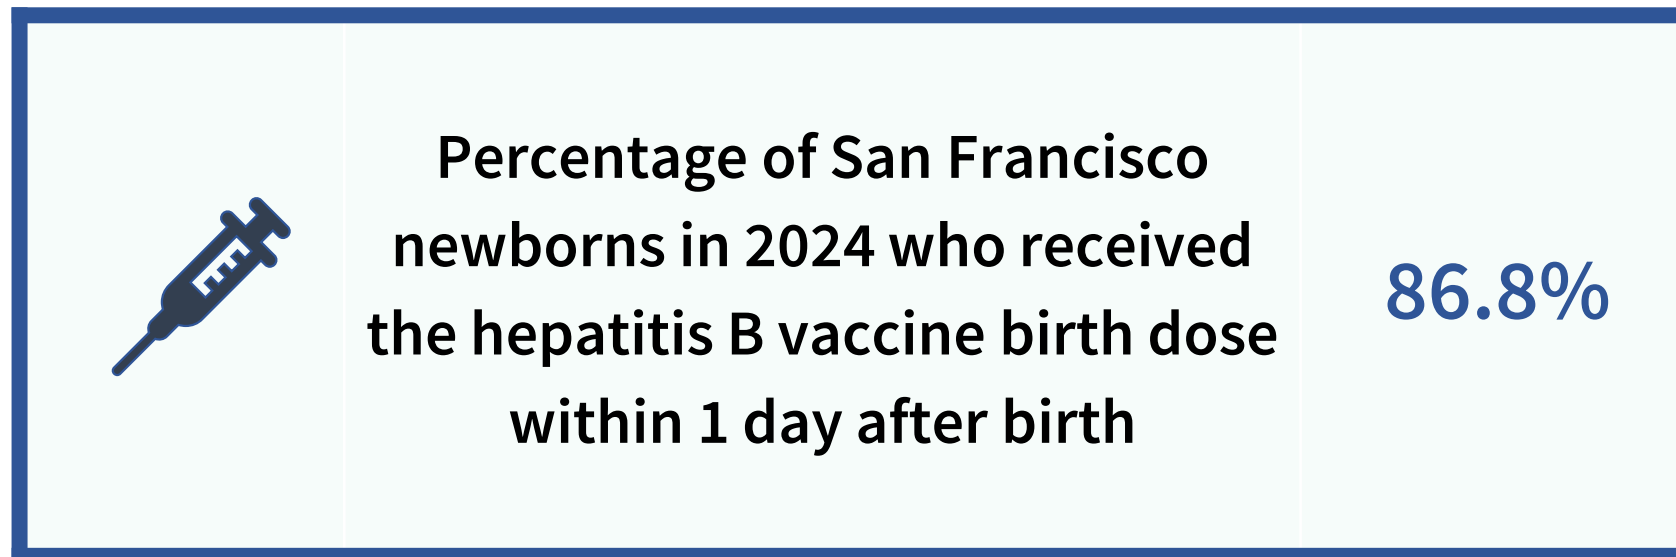 Percentage of San Francisco
newborns in 2024 who received
the hepatitis B vaccine birth dose
within 1 day after birth
86.8%